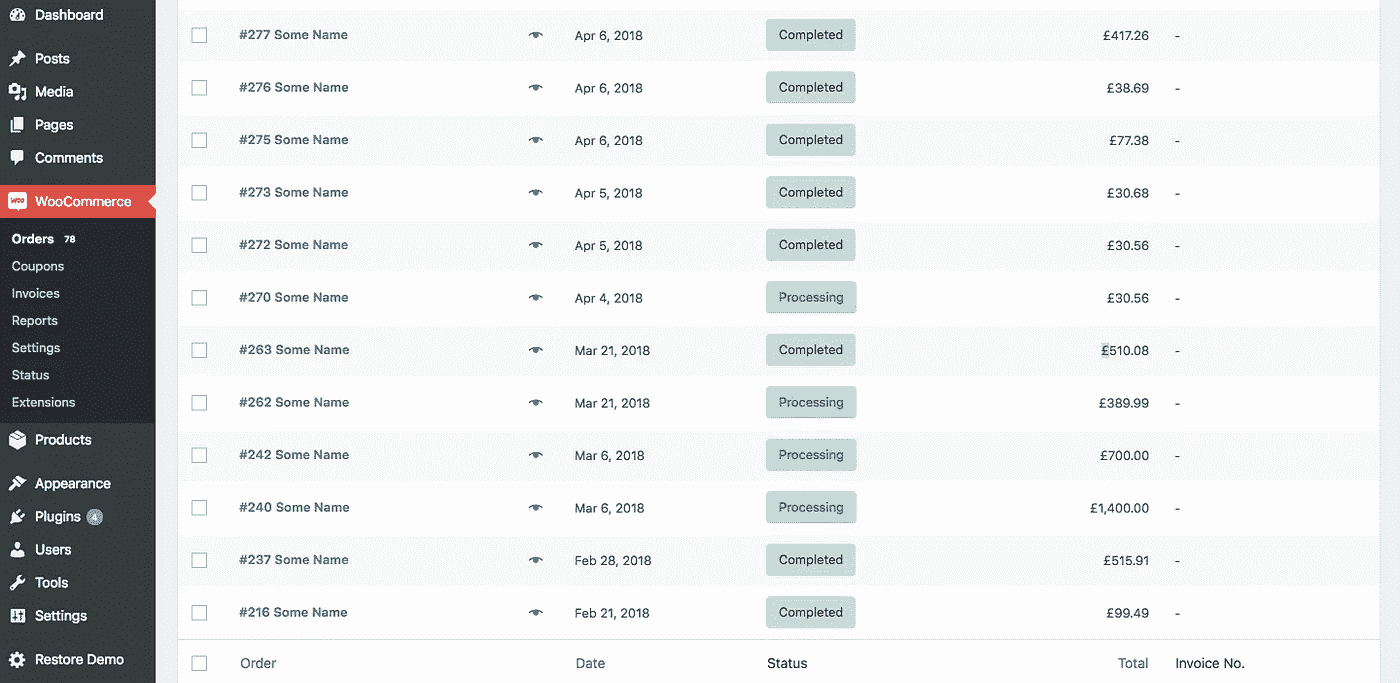 Dashboard
Posts
Media
Pages
Comments
WOO WooCommerce
Orders 78
Coupons
Invoices
Reports
Settings
Status
Extensions
Products
Appearance
Plugins 4
Users
Tools
Settings
Restore Demo
#277 Some Name Apr 6, 2018 Completed £417.26 -
#276 Some Name Apr 6, 2018 Completed £38.69 -
#275 Some Name Apr 6, 2018 Completed £77.38 -
#273 Some Name Apr 5, 2018 Completed £30.68 -
#272 Some Name Apr 5, 2018 Completed £30.56 -
#270 Some Name Apr 4, 2018 Processing £30.56 -
#263 Some Name Mar 21, 2018 Completed £510.08 -
#262 Some Name Mar 21, 2018 Processing £389.99 -
#242 Some Name Mar 6, 2018 Processing £700.00 -
#240 Some Name Mar 6, 2018 Processing £1,400.00 -
#237 Some Name Feb 28, 2018 Completed £515.91 -
#216 Some Name Feb 21, 2018 Completed £99.49 -
Order Date Status Total Invoice No.